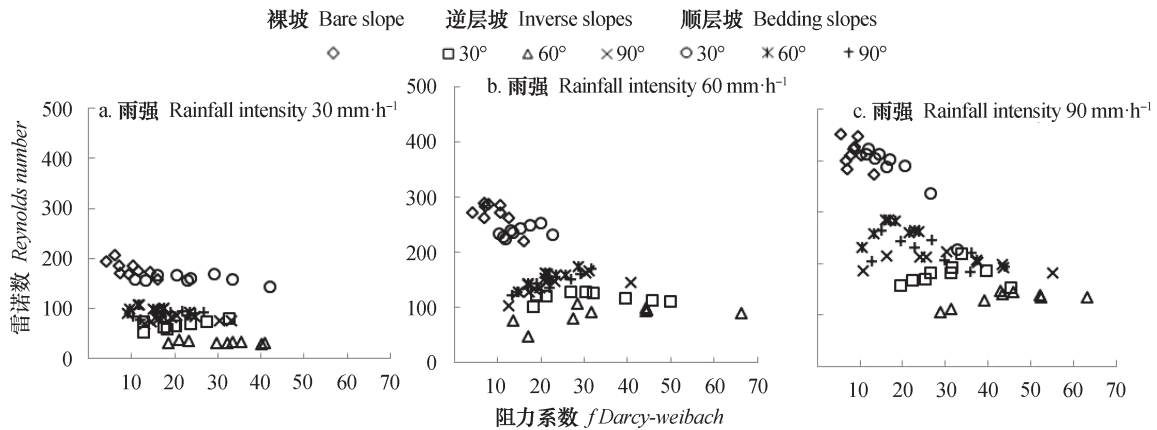 裸坡 Bare slope 逆层坡 Inverse slopes 顺层坡 Bedding slopes
30° 60° 90° 30° 60° 90°
a. 雨强 Rainfall intensity 30 mm·h⁻¹
b. 雨强 Rainfall intensity 60 mm·h⁻¹
c. 雨强 Rainfall intensity 90 mm·h⁻¹
雷诺数 Reynolds number
500
400
300
200
100
0
10 20 30 40 50 60 70
500
400
300
200
100
0
10 20 30 40 50 60 70
10 20 30 40 50 60 70
阻力系数 f Darcy-weibach